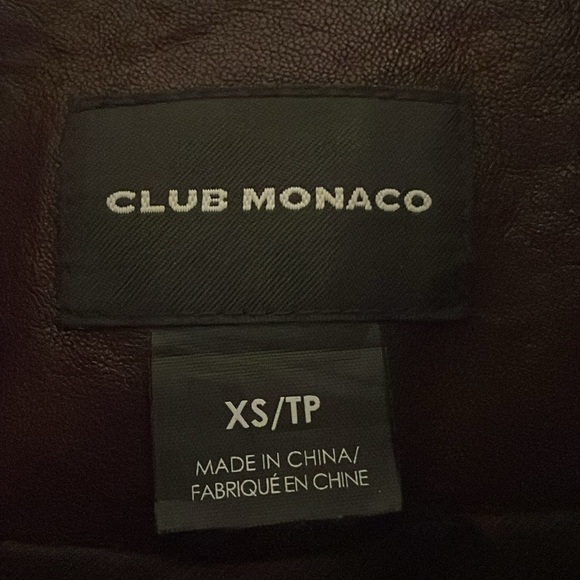 CLUB MONACO
XS/TP
MADE IN CHINA/
FABRIQUÉ EN CHINE